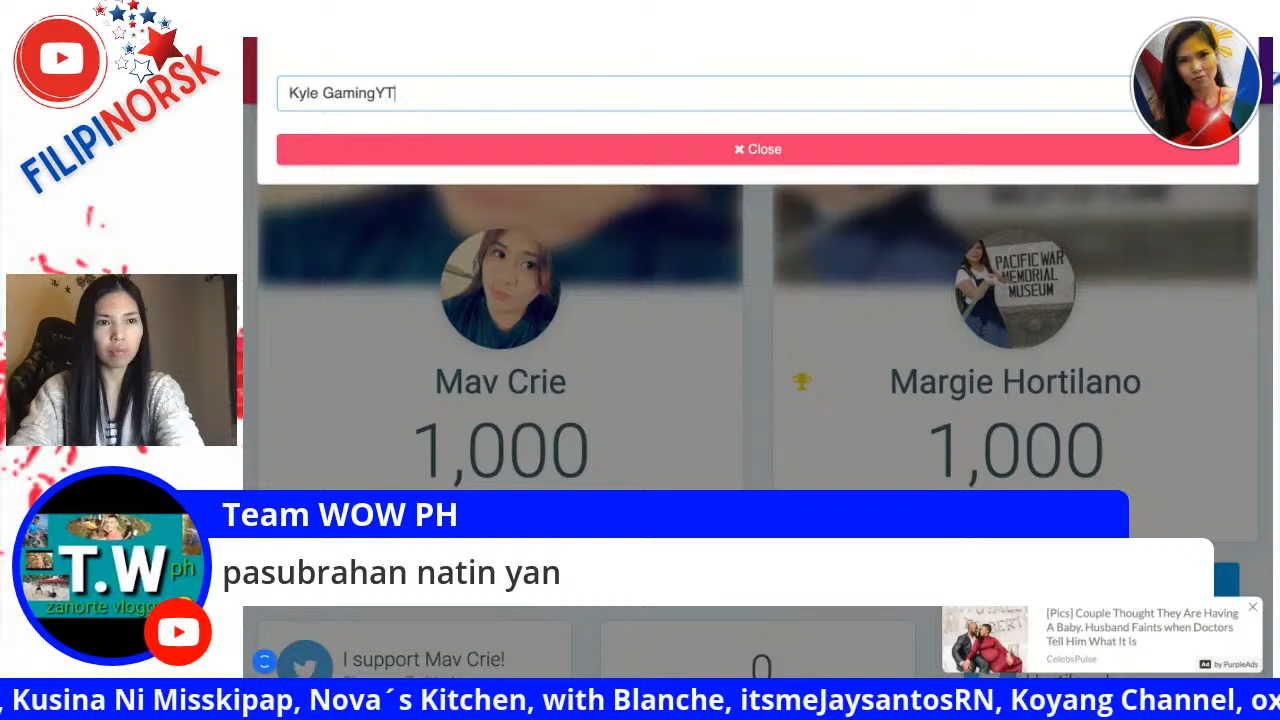 FILIPINORSK
Kyle GamingYT
✖ Close
PACIFIC WAR
MEMORIAL
MUSEUM
Mav Crie
Margie Hortilano
1,000
1,000
Team WOW PH
T.W ph
zanorte vlogg
pasubrahan natin yan
I support Mav Crie!
0
[Pics] Couple Thought They Are Having
A Baby. Husband Faints when Doctors
Tell Him What It Is
CelebsPulse
Ad by PurpleAds
, Kusina Ni Misskipap, Nova´s Kitchen, with Blanche, itsmeJaysantosRN, Koyang Channel, ox